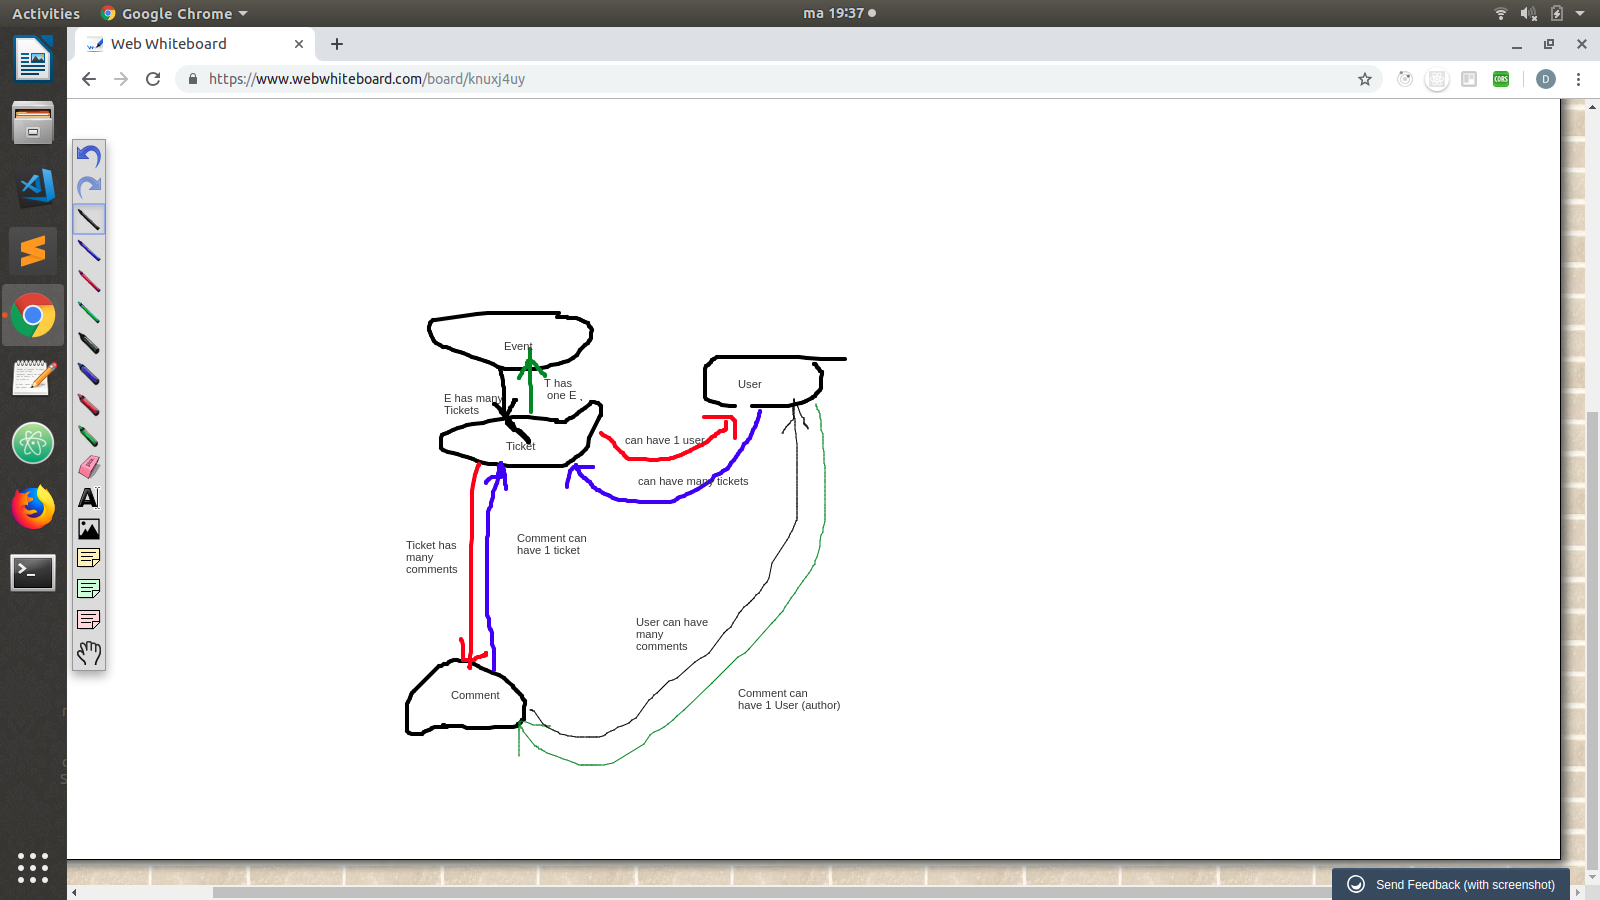 Activities
Google Chrome
ma 19:37
Web Whiteboard
https://www.webwhiteboard.com/board/knuxj4uy
D
CORS
Event
T has
one E .
E has many
Tickets
Ticket
User
can have 1 user
can have many tickets
Ticket has
many
comments
Comment can
have 1 ticket
User can have
many
comments
Comment
Comment can
have 1 User (author)
A
Send Feedback (with screenshot)